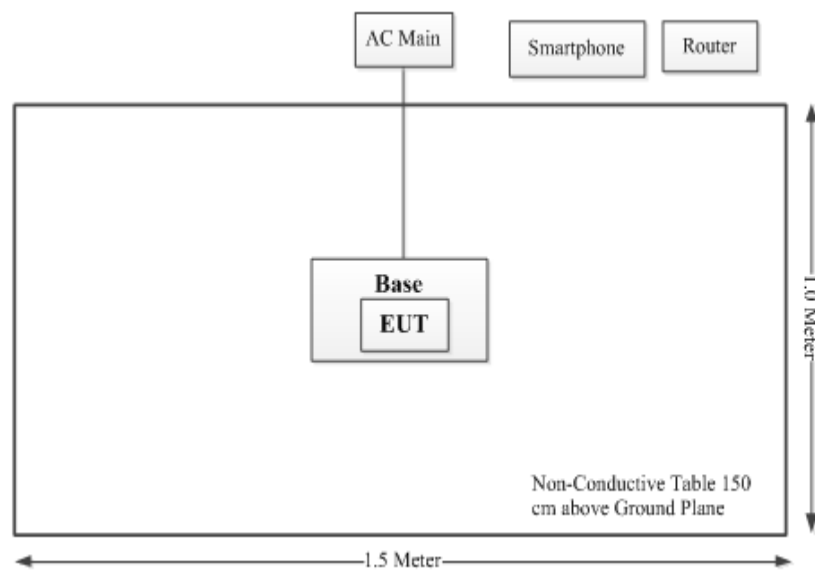 AC Main
Smartphone
Router
Base
EUT
1.0 Meter
Non-Conductive Table 150
cm above Ground Plane
1.5 Meter